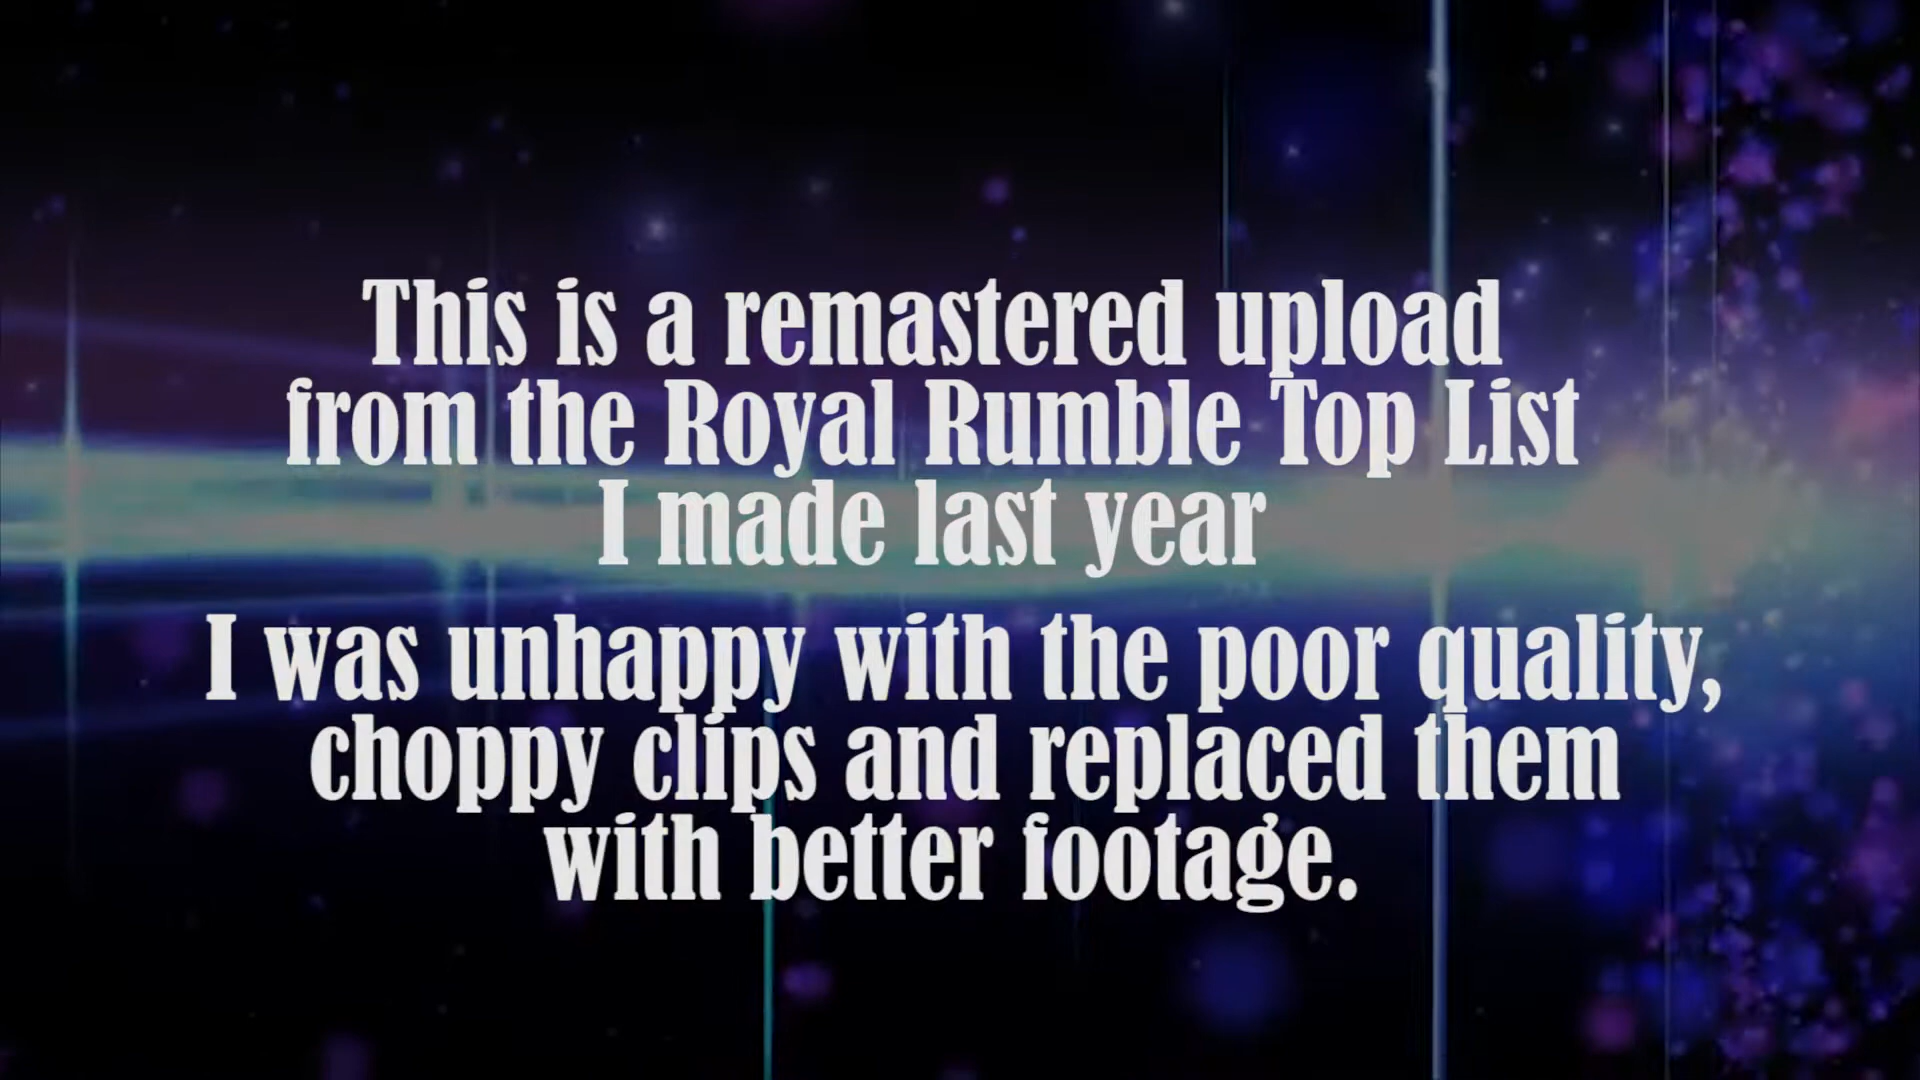 This is a remastered upload
from the Royal Rumble Top List
I made last year
I was unhappy with the poor quality,
choppy clips and replaced them
with better footage.